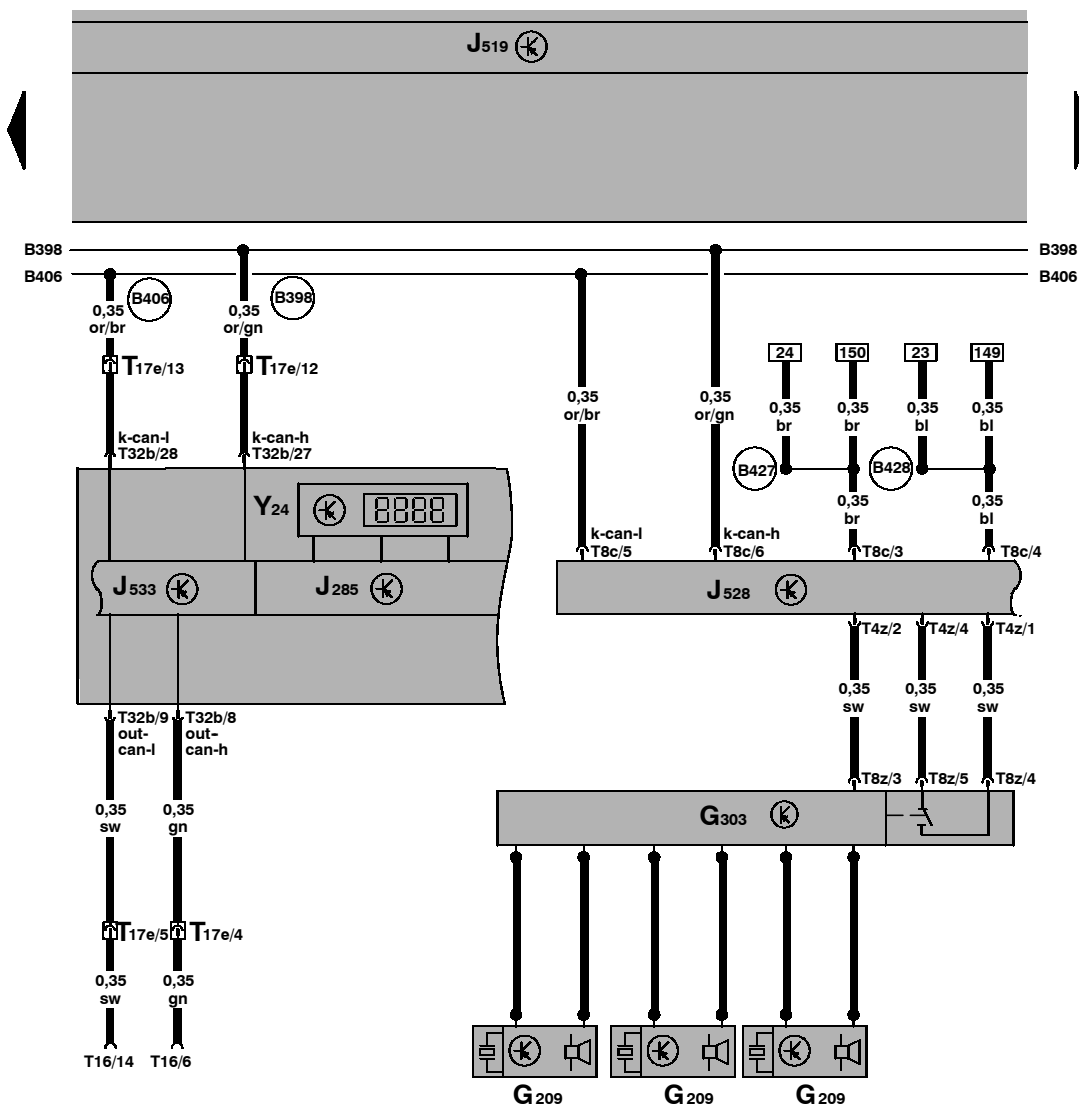 J519
B398 B398
B406 B406
B406 B398
0,35 0,35
or/br or/gn
T17e/13 T17e/12
24 150 23 149
0,35 0,35
or/br or/gn
0,35 0,35 0,35 0,35
br br bl bl
k-can-l k-can-h
T32b/28 T32b/27
B427 B428
Y24
8888
0,35 0,35
br bl
k-can-l k-can-h
T8c/5 T8c/6 T8c/3 T8c/4
J533 J285 J528
T4z/2 T4z/4 T4z/1
0,35 0,35 0,35
sw sw sw
T32b/9 T32b/8
out- out-
can-l can-h
T8z/3 T8z/5 T8z/4
0,35 0,35
sw gn
G303
T17e/5 T17e/4
0,35 0,35
sw gn
T16/14 T16/6
G209 G209 G209